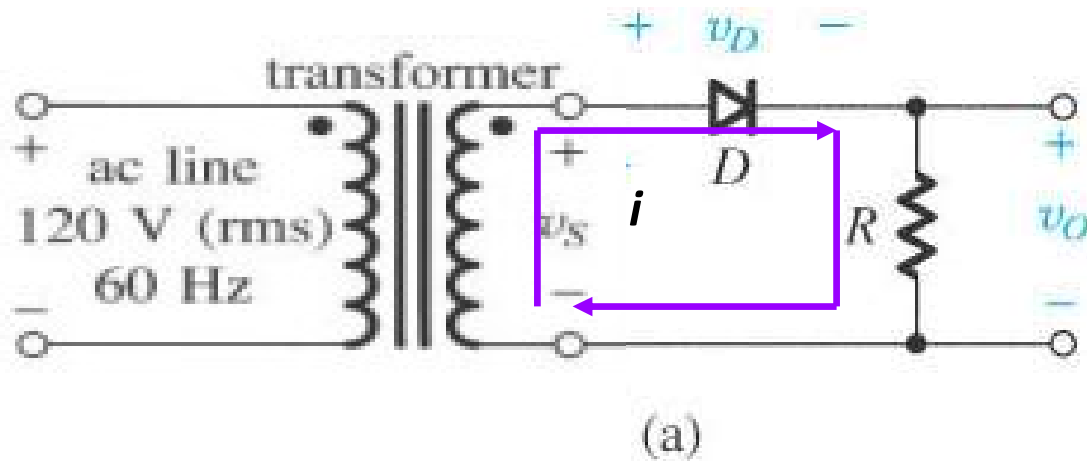 + v_D −
transformer
+ ac line + D +
120 V (rms) v_S i R v_O
− 60 Hz − −
(a)